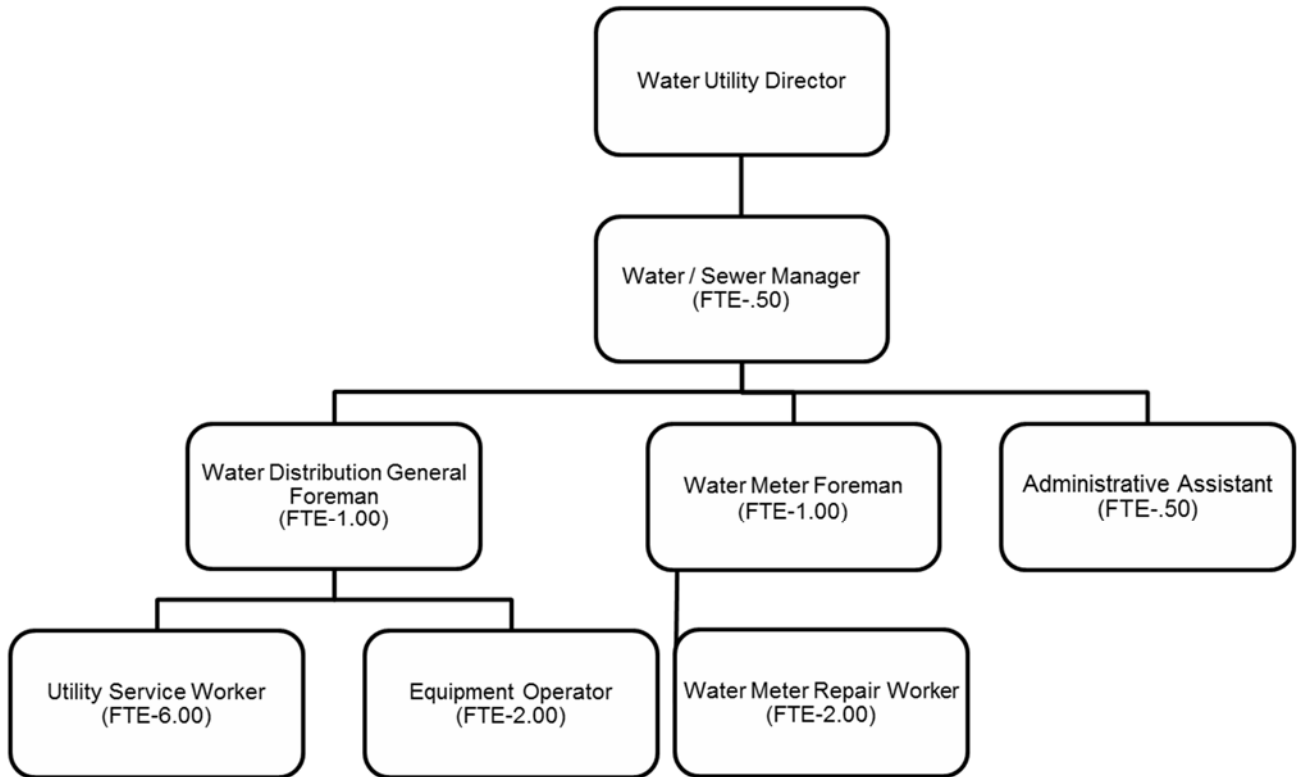 Water Utility Director
Water / Sewer Manager
(FTE-.50)
Water Distribution General
Foreman
(FTE-1.00)
Water Meter Foreman
(FTE-1.00)
Administrative Assistant
(FTE-.50)
Utility Service Worker
(FTE-6.00)
Equipment Operator
(FTE-2.00)
Water Meter Repair Worker
(FTE-2.00)